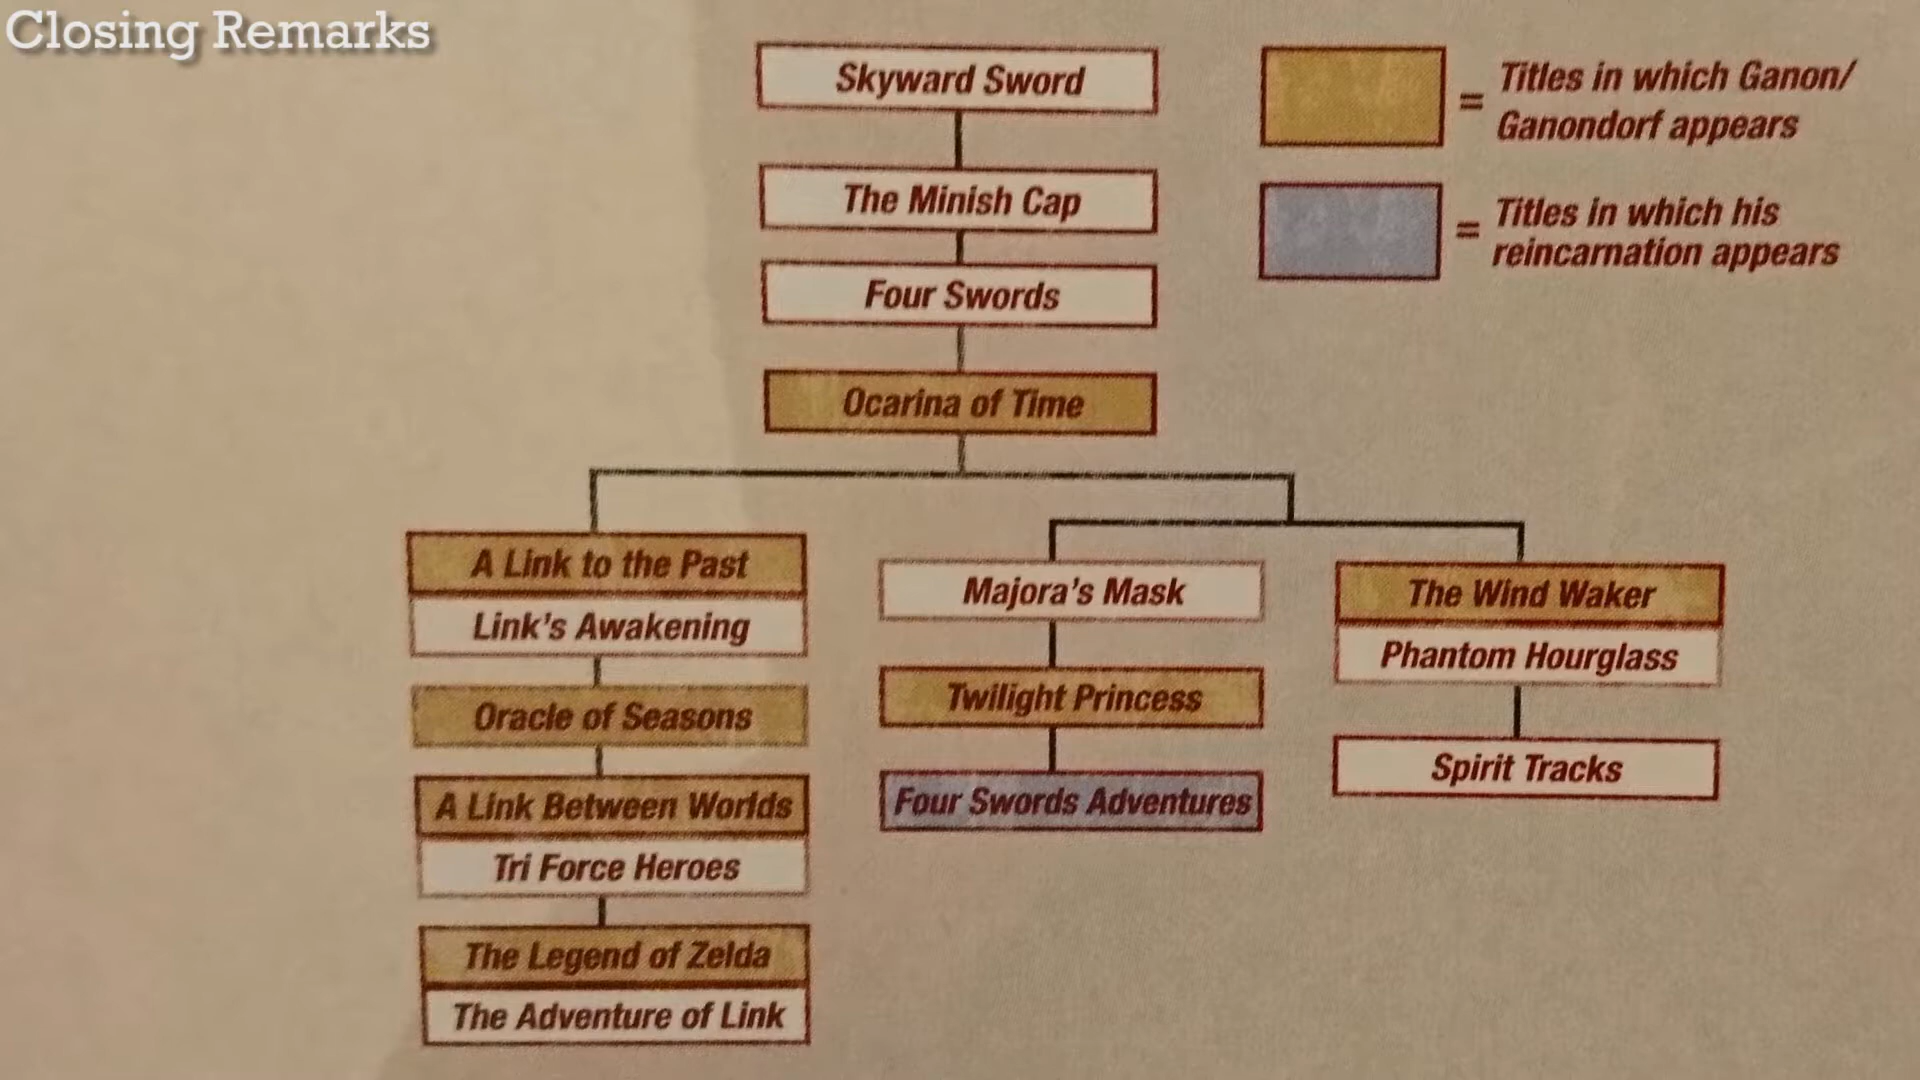 Closing Remarks
Skyward Sword
The Minish Cap
Four Swords
Ocarina of Time
= Titles in which Ganon/
Ganondorf appears
= Titles in which his
reincarnation appears
A Link to the Past
Link's Awakening
Oracle of Seasons
A Link Between Worlds
Tri Force Heroes
The Legend of Zelda
The Adventure of Link
Majora's Mask
Twilight Princess
Four Swords Adventures
The Wind Waker
Phantom Hourglass
Spirit Tracks